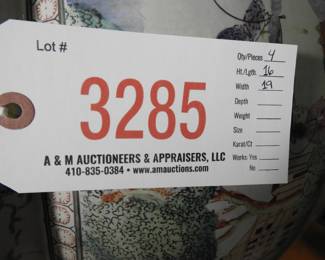 Lot #
3285
A & M AUCTIONEERS & APPRAISERS, LLC
410-835-0384 • www.amauctions.com
Qty/Pieces 4
Ht./Lgth. 16
Width 19
Depth
Weight
Size
Karat/Ct
Works: Yes
No